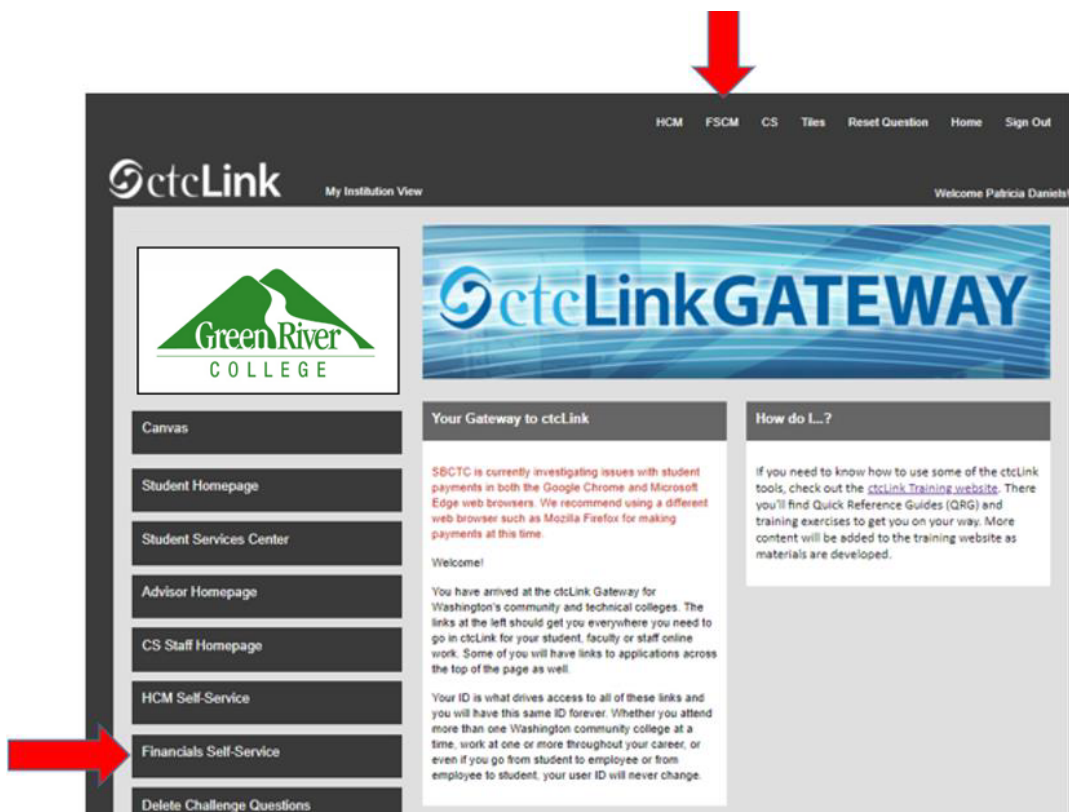 HCM FSCM CS Tiles Reset Question Home Sign Out
ctcLink
My Institution View
Welcome Patricia Daniels!
Green River
COLLEGE
ctcLinkGATEWAY
Canvas
Student Homepage
Student Services Center
Advisor Homepage
CS Staff Homepage
HCM Self-Service
Financials Self-Service
Delete Challenge Questions
Your Gateway to ctcLink
SBCTC is currently investigating issues with student
payments in both the Google Chrome and Microsoft
Edge web browsers. We recommend using a different
web browser such as Mozilla Firefox for making
payments at this time.
Welcome!
You have arrived at the ctcLink Gateway for
Washington's community and technical colleges. The
links at the left should get you everywhere you need to
go in ctcLink for your student, faculty or staff online
work. Some of you will have links to applications across
the top of the page as well.
Your ID is what drives access to all of these links and
you will have this same ID forever. Whether you attend
more than one Washington community college at a
time, work at one or more throughout your career, or
even if you go from student to employee or from
employee to student, your user ID will never change.
How do I...?
If you need to know how to use some of the ctcLink
tools, check out the ctcLink Training website. There
you'll find Quick Reference Guides (QRG) and
training exercises to get you on your way. More
content will be added to the training website as
materials are developed.